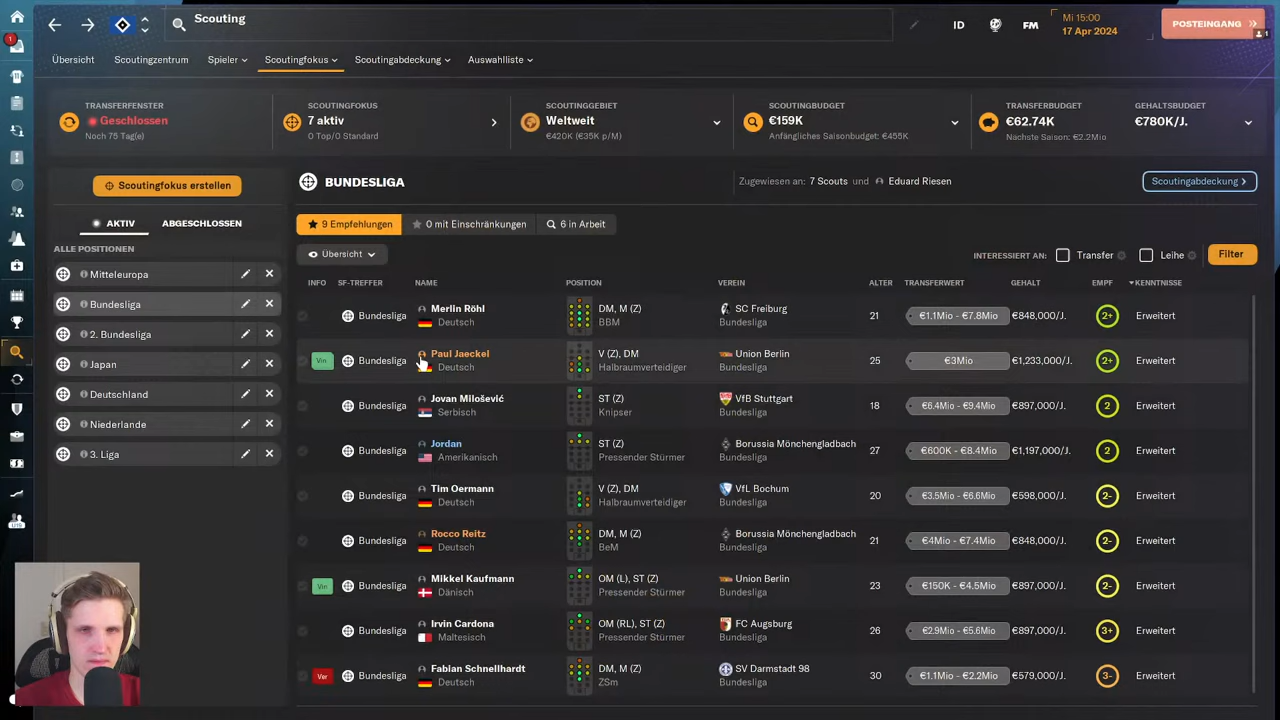 Scouting
ID
FM
Mi 15:00
17 Apr 2024
POSTEINGANG
1
1
Übersicht
Scoutingzentrum
Spieler
Scoutingfokus
Scoutingabdeckung
Auswahlliste
TRANSFERFENSTER
Geschlossen
Noch 75 Tag(e)
SCOUTINGFOKUS
7 aktiv
0 Top/0 Standard
SCOUTINGGEBIET
Weltweit
€420K (€35K p/M)
SCOUTINGBUDGET
€159K
Anfängliches Saisonbudget: €455K
TRANSFERBUDGET
€62.74K
Nächste Saison: €2.2Mio
GEHALTSBUDGET
€780K/J.
Scoutingfokus erstellen
AKTIV
ABGESCHLOSSEN
ALLE POSITIONEN
Mitteleuropa
Bundesliga
2. Bundesliga
Japan
Deutschland
Niederlande
3. Liga
U19
BUNDESLIGA
Zugewiesen an: 7 Scouts und Eduard Riesen
Scoutingabdeckung
9 Empfehlungen
0 mit Einschränkungen
6 in Arbeit
Übersicht
INTERESSIERT AN: Transfer Leihe
Filter
INFO SF-TREFFER NAME POSITION VEREIN ALTER TRANSFERWERT GEHALT EMPF KENNTNISSE
Bundesliga Merlin Röhl DM, M (Z) SC Freiburg 21 €1.1Mio - €7.8Mio €848,000/J. 2+ Erweitert
Deutsch BBM Bundesliga
Vin Bundesliga Paul Jaeckel V (Z), DM Union Berlin 25 €3Mio €1,233,000/J. 2+ Erweitert
Deutsch Halbraumverteidiger Bundesliga
Bundesliga Jovan Milošević ST (Z) VfB Stuttgart 18 €6.4Mio - €9.4Mio €897,000/J. 2 Erweitert
Serbisch Knipser Bundesliga
Bundesliga Jordan ST (Z) Borussia Mönchengladbach 27 €600K - €8.4Mio €1,197,000/J. 2 Erweitert
Amerikanisch Pressender Stürmer Bundesliga
Bundesliga Tim Oermann V (Z), DM VfL Bochum 20 €3.5Mio - €6.6Mio €598,000/J. 2- Erweitert
Deutsch Halbraumverteidiger Bundesliga
Bundesliga Rocco Reitz DM, M (Z) Borussia Mönchengladbach 21 €4Mio - €7.4Mio €848,000/J. 2- Erweitert
Deutsch BeM Bundesliga
Vin Bundesliga Mikkel Kaufmann OM (L), ST (Z) Union Berlin 23 €150K - €4.5Mio €897,000/J. 2- Erweitert
Dänisch Pressender Stürmer Bundesliga
Bundesliga Irvin Cardona OM (RL), ST (Z) FC Augsburg 26 €2.9Mio - €5.6Mio €897,000/J. 3+ Erweitert
Maltesisch Pressender Stürmer Bundesliga
Ver Bundesliga Fabian Schnellhardt DM, M (Z) SV Darmstadt 98 30 €1.1Mio - €2.2Mio €579,000/J. 3- Erweitert
Deutsch ZSm Bundesliga